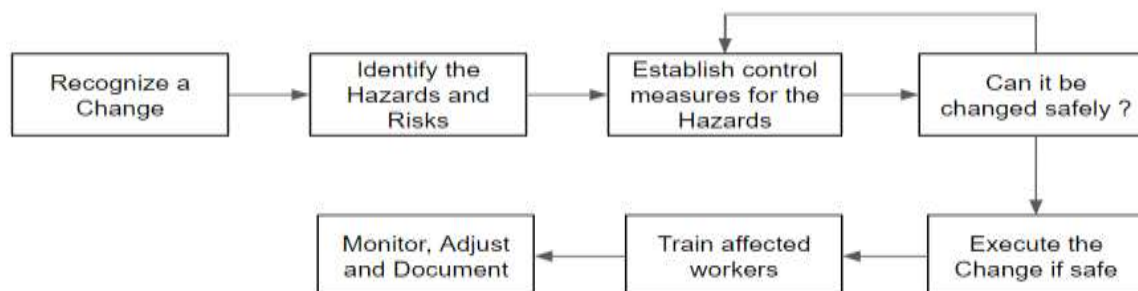 Recognize a
Change
Identify the
Hazards and
Risks
Establish control
measures for the
Hazards
Can it be
changed safely ?
Execute the
Change if safe
Train affected
workers
Monitor, Adjust
and Document